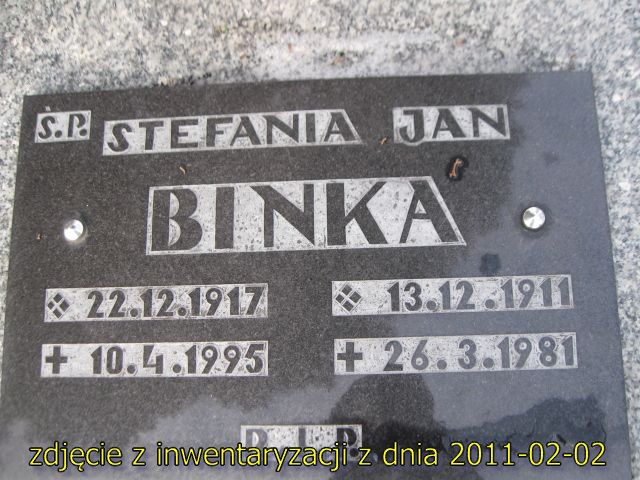 Ś.P. STEFANIA JAN
BINKA
22.12.1917 13.12.1911
+ 10.4.1995 + 26.3.1981
R.I.P.
zdjęcie z inwentaryzacji z dnia 2011-02-02